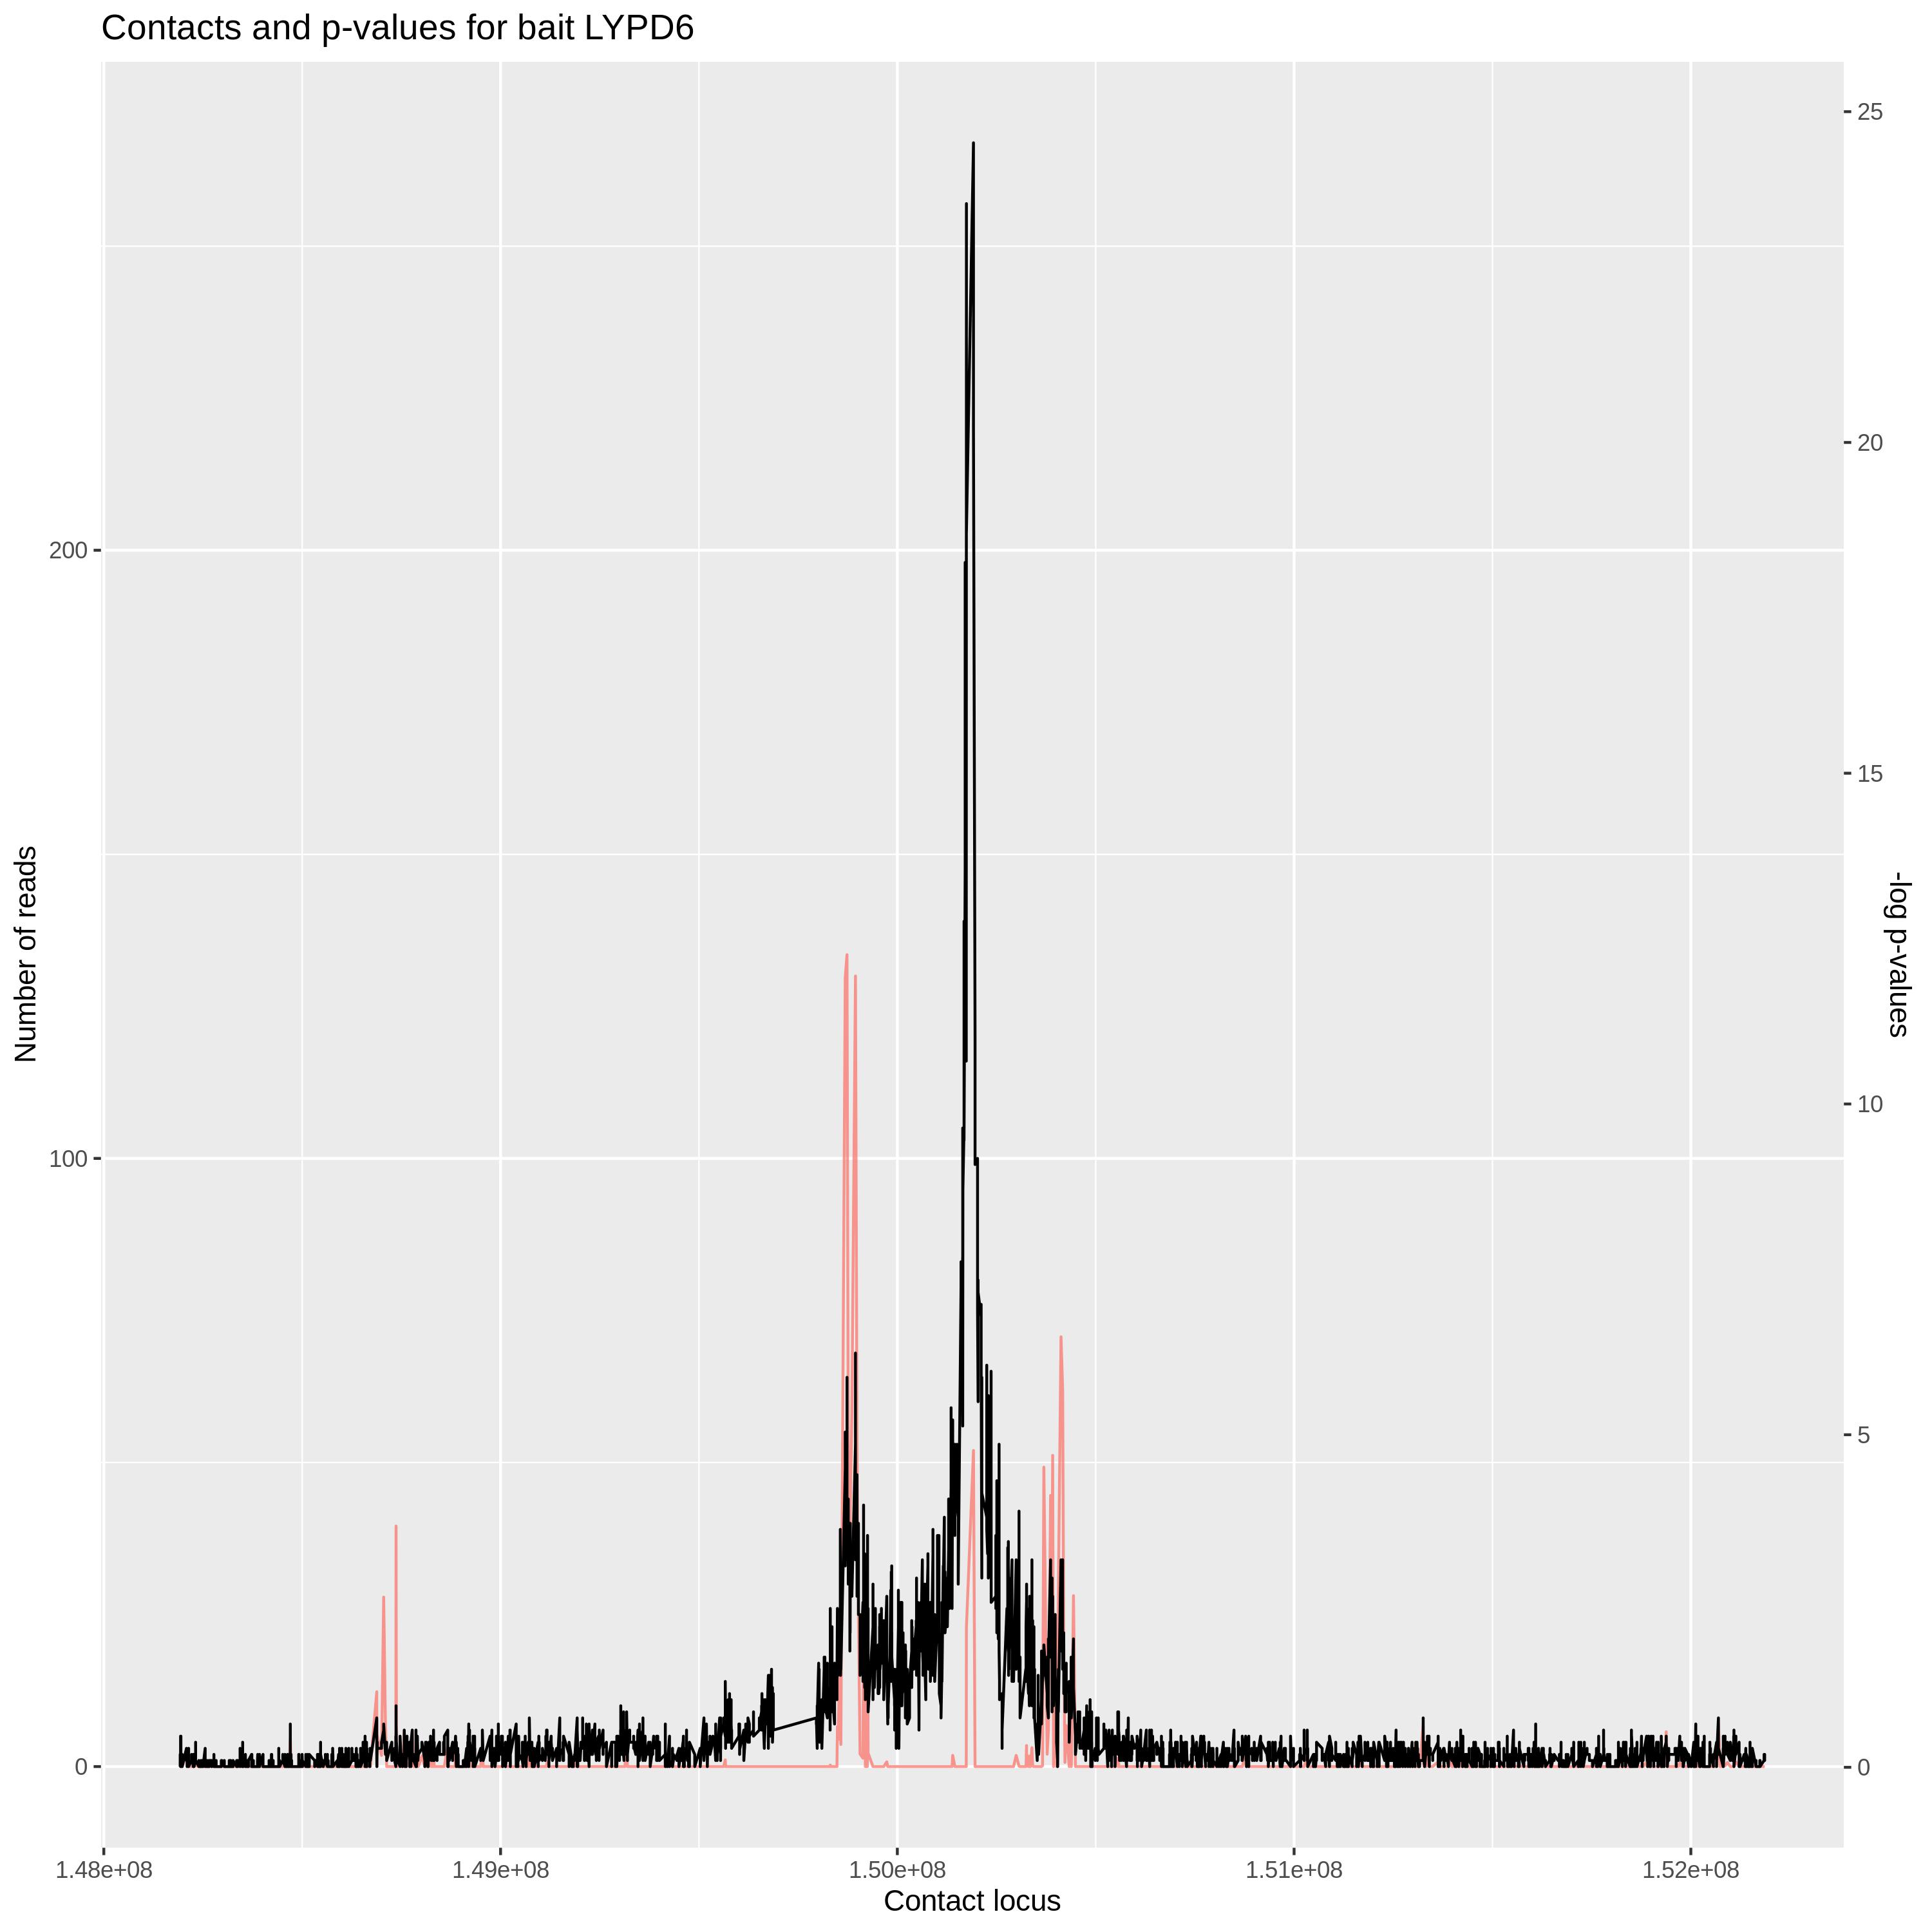 Contacts and p-values for bait LYPD6
Number of reads
200
100
0
25
20
15
10
5
0
-log p-values
1.48e+08
1.49e+08
1.50e+08
1.51e+08
1.52e+08
Contact locus